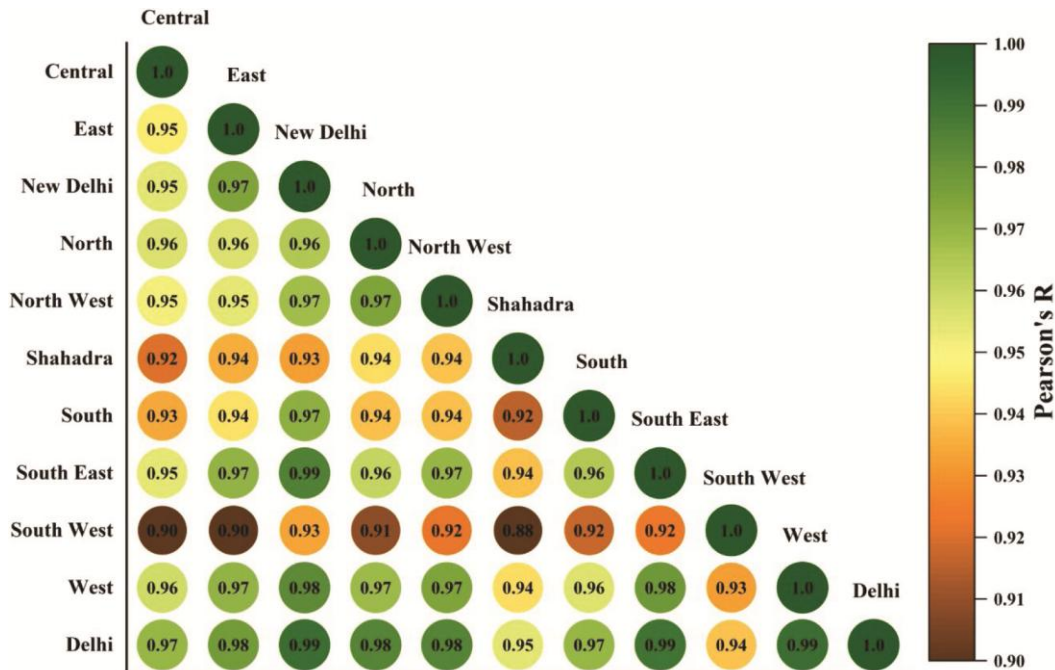 Central
Central 1.0 East
East 0.95 1.0 New Delhi
New Delhi 0.95 0.97 1.0 North
North 0.96 0.96 0.96 1.0 North West
North West 0.95 0.95 0.97 0.97 1.0 Shahadra
Shahadra 0.92 0.94 0.93 0.94 0.94 1.0 South
South 0.93 0.94 0.97 0.94 0.94 0.92 1.0 South East
South East 0.95 0.97 0.99 0.96 0.97 0.94 0.96 1.0 South West
South West 0.90 0.90 0.93 0.91 0.92 0.88 0.92 0.92 1.0 West
West 0.96 0.97 0.98 0.97 0.97 0.94 0.96 0.98 0.93 1.0 Delhi
Delhi 0.97 0.98 0.99 0.98 0.98 0.95 0.97 0.99 0.94 0.99 1.0
1.00
0.99
0.98
0.97
0.96
0.95
0.94
0.93
0.92
0.91
0.90
Pearson's R